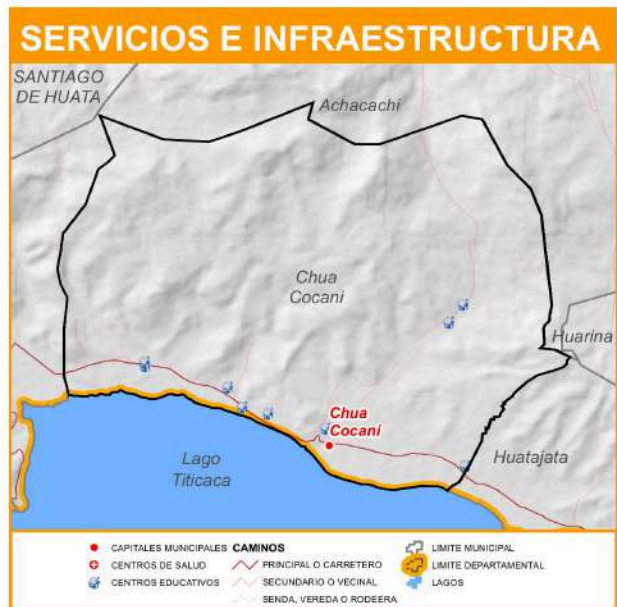 SERVICIOS E INFRAESTRUCTURA
SANTIAGO
DE HUATA
Achacachi
Chua
Cocani
Huarina
Chua
Cocani
Huatajata
Lago
Titicaca
CAPITALES MUNICIPALES
CENTROS DE SALUD
CENTROS EDUCATIVOS
CAMINOS
PRINCIPAL O CARRETERO
SECUNDARIO O VECINAL
SENDA, VEREDA O RODEERA
LIMITE MUNICIPAL
LIMITE DEPARTAMENTAL
LAGOS